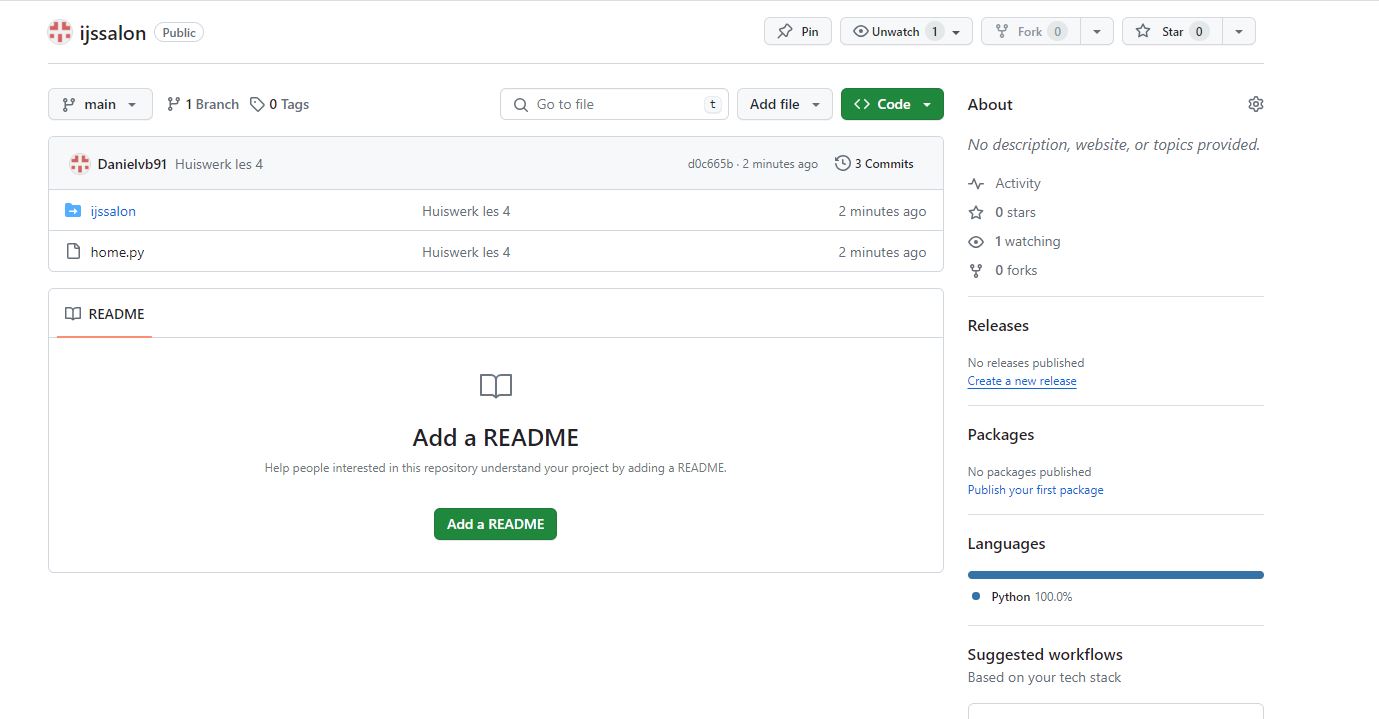 ijssalon Public Pin Unwatch 1 Fork 0 Star 0
main 1 Branch 0 Tags Go to file t Add file Code
Danielvb91 Huiswerk les 4 d0c665b · 2 minutes ago 3 Commits
ijssalon Huiswerk les 4 2 minutes ago
home.py Huiswerk les 4 2 minutes ago
README
Add a README
Help people interested in this repository understand your project by adding a README.
Add a README
About
No description, website, or topics provided.
Activity
0 stars
1 watching
0 forks
Releases
No releases published
Create a new release
Packages
No packages published
Publish your first package
Languages
Python 100.0%
Suggested workflows
Based on your tech stack